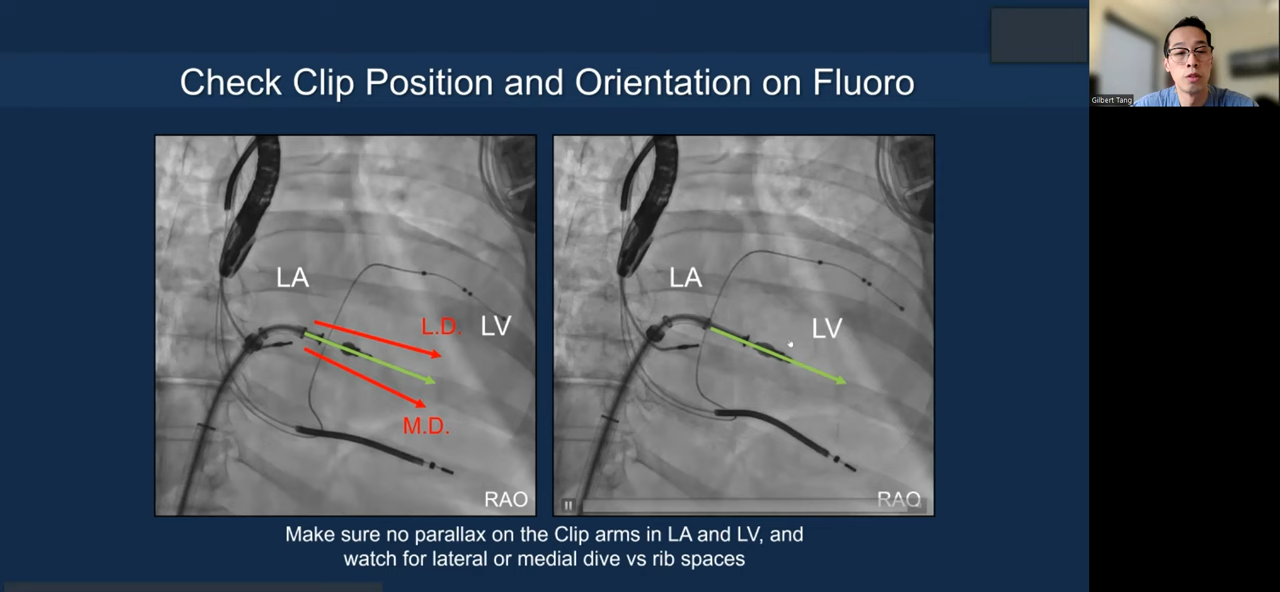 Check Clip Position and Orientation on Fluoro
Gilbert Tang
LA
L.D.
LV
M.D.
RAO
LA
LV
RAO
Make sure no parallax on the Clip arms in LA and LV, and
watch for lateral or medial dive vs rib spaces